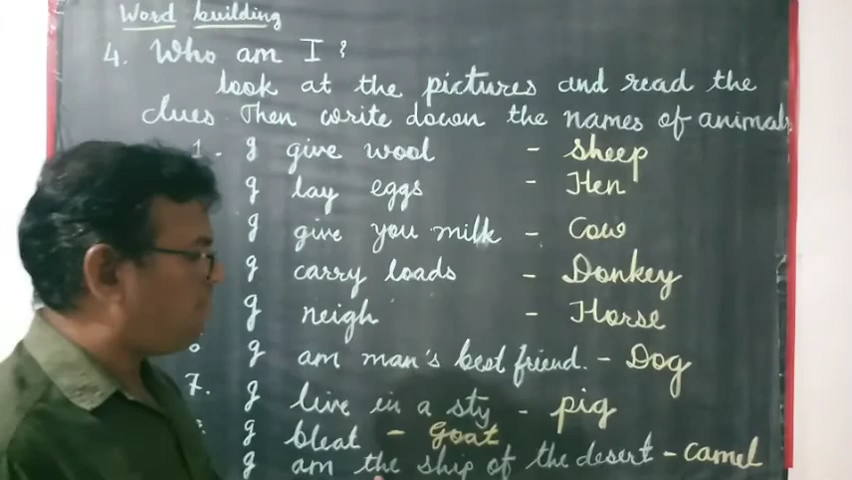 Word building
4. Who am I?
look at the pictures and read the
clues. Then write down the names of animals
1. I give wool - sheep
I lay eggs - Hen
I give you milk - Cow
I carry loads - Donkey
I neigh - Horse
I am man's best friend. - Dog
7. I live in a sty - pig
I bleat - Goat
I am the ship of the desert - camel